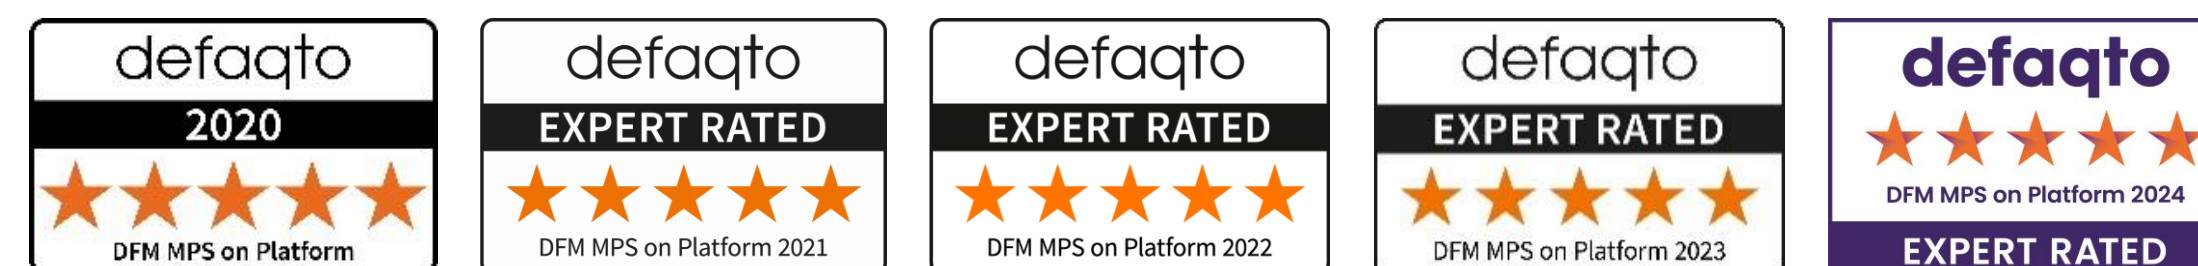 defaqto
2020
DFM MPS on Platform
defaqto
EXPERT RATED
DFM MPS on Platform 2021
defaqto
EXPERT RATED
DFM MPS on Platform 2022
defaqto
EXPERT RATED
DFM MPS on Platform 2023
defaqto
DFM MPS on Platform 2024
EXPERT RATED